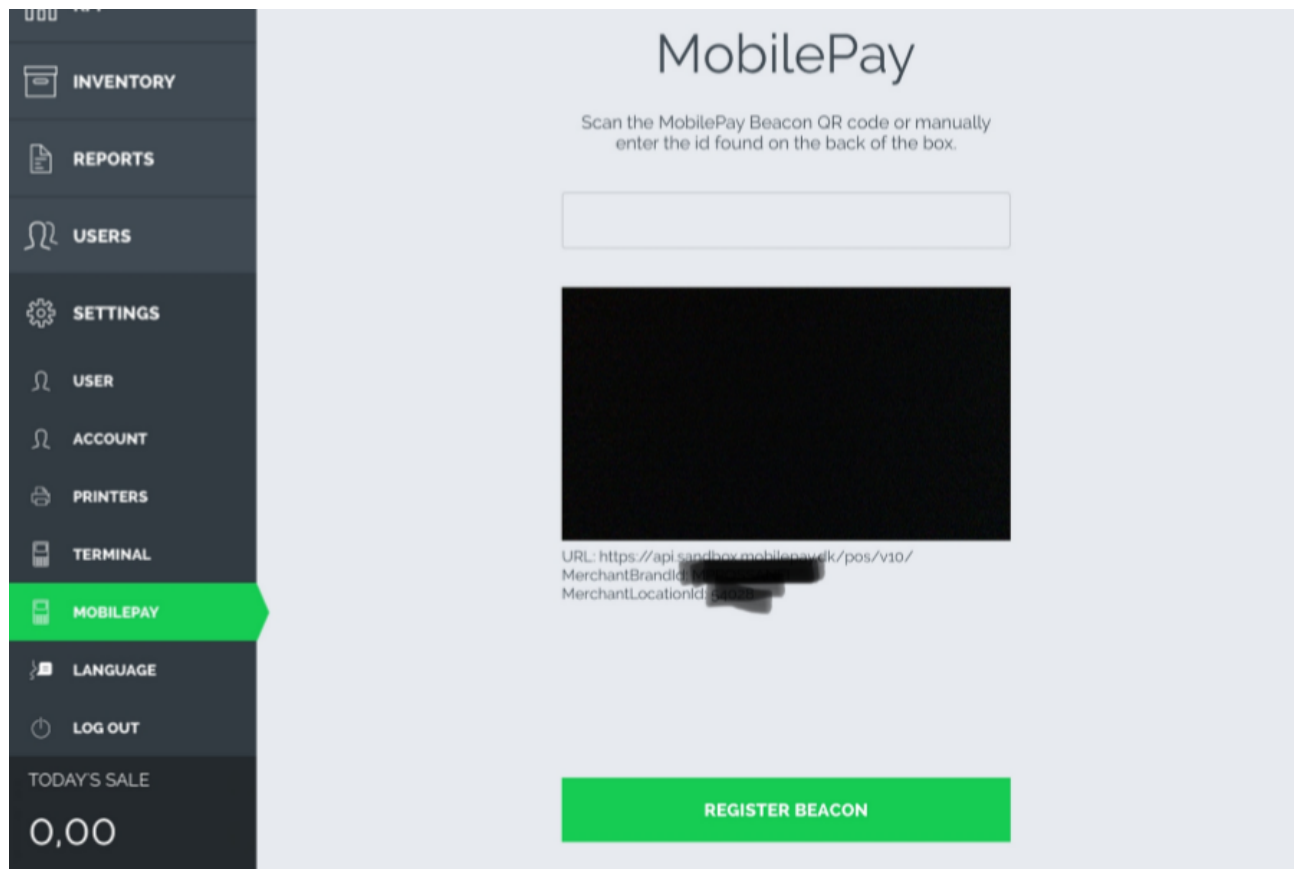 INVENTORY
REPORTS
USERS
SETTINGS
USER
ACCOUNT
PRINTERS
TERMINAL
MOBILEPAY
LANGUAGE
LOG OUT
TODAY'S SALE
0,00
MobilePay
Scan the MobilePay Beacon QR code or manually
enter the id found on the back of the box.
URL: https://api.sandbox.mobilepay.dk/pos/v10/
MerchantBrandId:
MerchantLocationId:
REGISTER BEACON